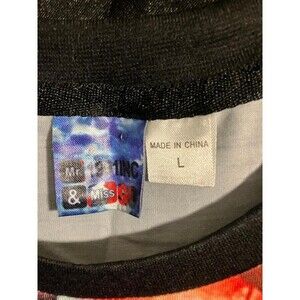 Mr.
& Miss
MADE IN CHINA
L